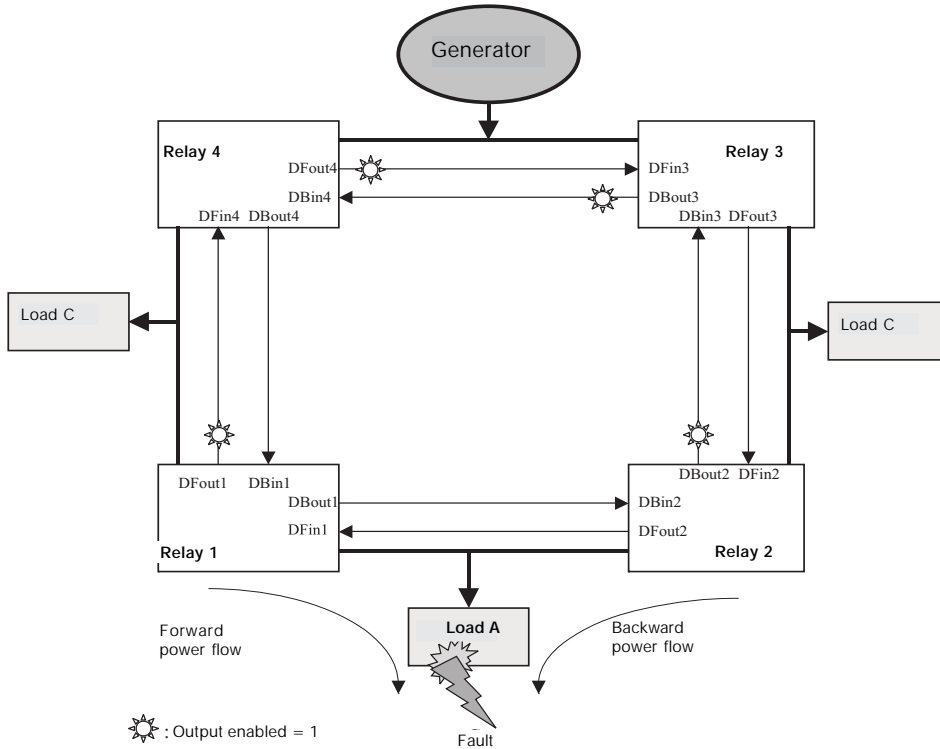 Generator
Relay 4
Relay 3
DFout4
DFin3
DBin4
DBout3
DFin4 DBout4
DBin3 DFout3
Load C
Load C
DFout1 DBin1
DBout2 DFin2
DBout1
DBin2
DFin1
DFout2
Relay 1
Relay 2
Forward
power flow
Load A
Backward
power flow
: Output enabled = 1
Fault